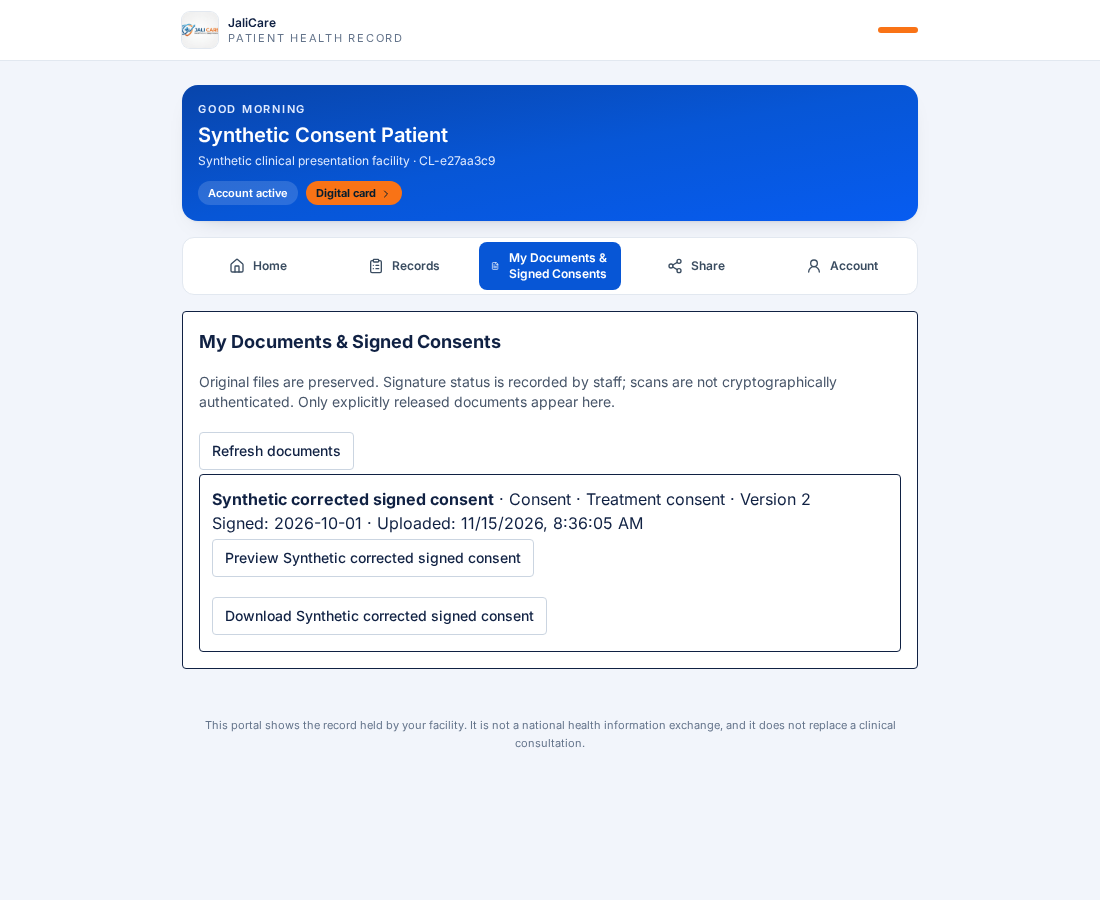 JALI CARE
JaliCare
PATIENT HEALTH RECORD
GOOD MORNING
Synthetic Consent Patient
Synthetic clinical presentation facility · CL-e27aa3c9
Account active
Digital card
Home
Records
My Documents &
Signed Consents
Share
Account
My Documents & Signed Consents
Original files are preserved. Signature status is recorded by staff; scans are not cryptographically
authenticated. Only explicitly released documents appear here.
Refresh documents
Synthetic corrected signed consent · Consent · Treatment consent · Version 2
Signed: 2026-10-01 · Uploaded: 11/15/2026, 8:36:05 AM
Preview Synthetic corrected signed consent
Download Synthetic corrected signed consent
This portal shows the record held by your facility. It is not a national health information exchange, and it does not replace a clinical
consultation.